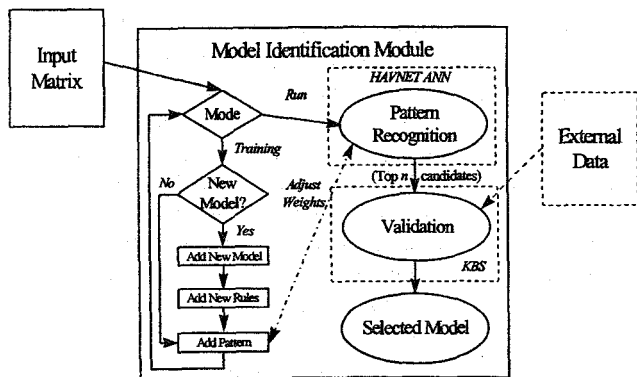 Input
Matrix
Model Identification Module
HAVNET ANN
Run
Mode
Pattern
Recognition
External
Data
Training
(Top n candidates)
No
New
Model?
Adjust
Weights
Validation
Yes
Add New Model
KBS
Add New Rules
Selected Model
Add Pattern